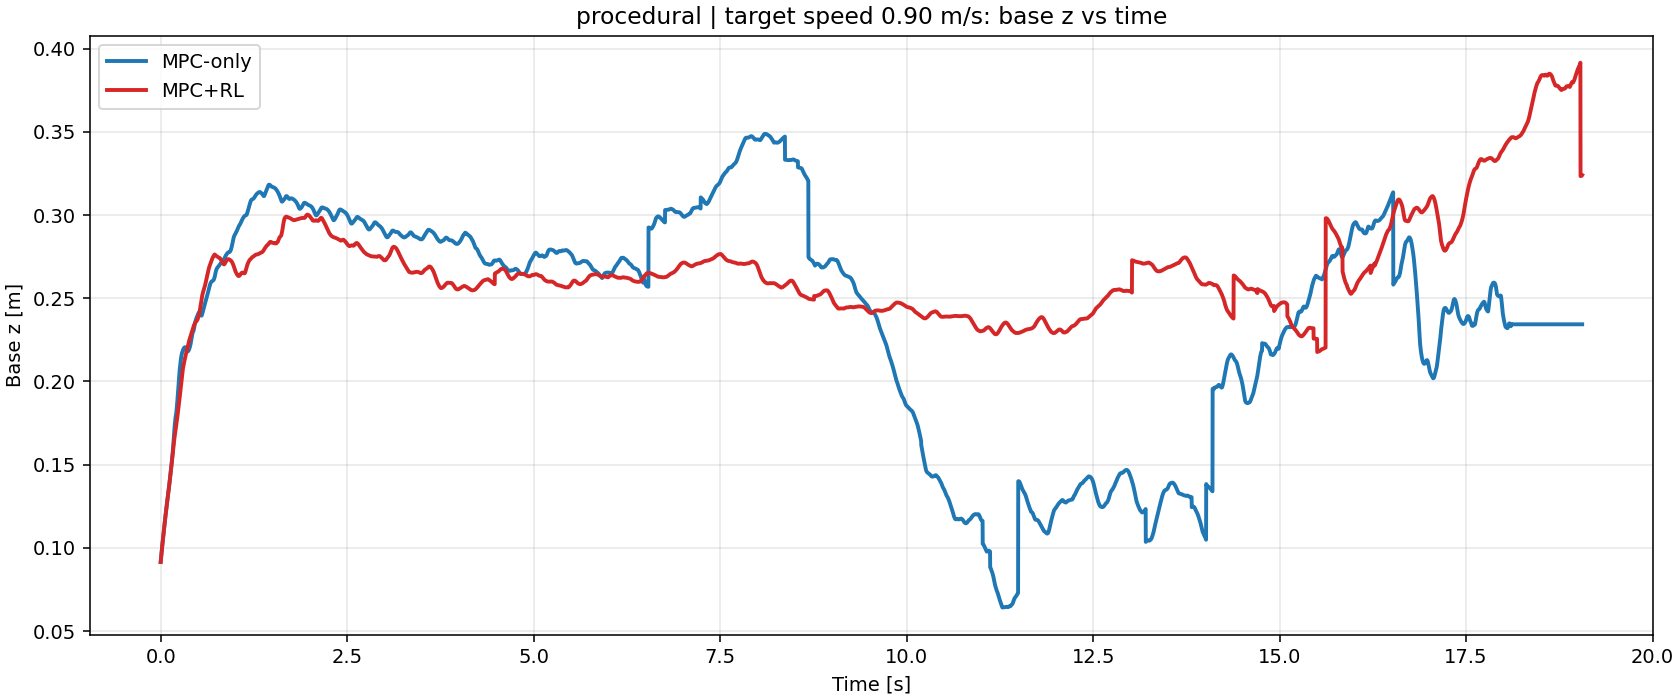 procedural | target speed 0.90 m/s: base z vs time
MPC-only
MPC+RL
Base z [m]
0.40
0.35
0.30
0.25
0.20
0.15
0.10
0.05
0.0 2.5 5.0 7.5 10.0 12.5 15.0 17.5 20.0
Time [s]